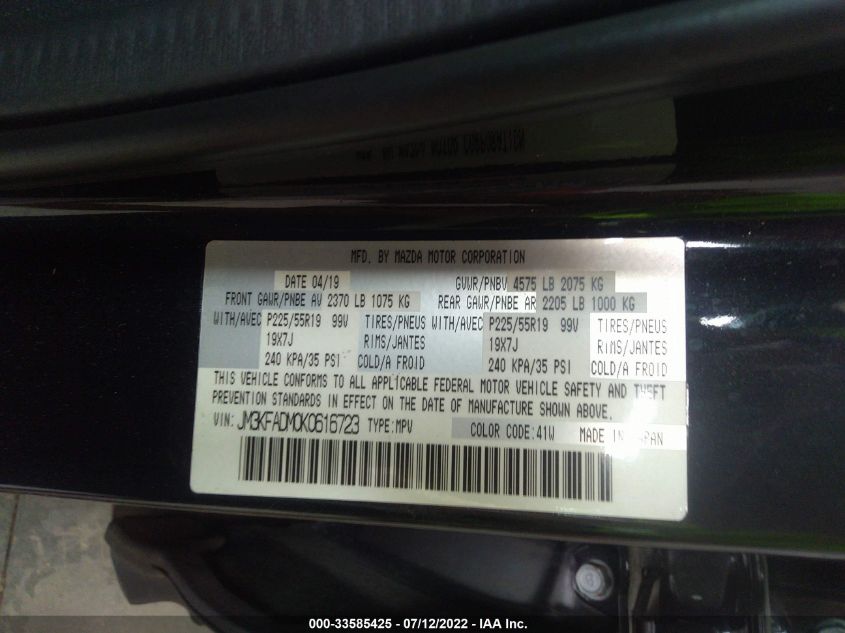 MFD. BY MAZDA MOTOR CORPORATION
DATE 04/19 GVWR/PNBV 4575 LB 2075 KG
FRONT GAWR/PNBE AV 2370 LB 1075 KG REAR GAWR/PNBE AR 2205 LB 1000 KG
WITH/AVEC P225/55R19 99V TIRES/PNEUS WITH/AVEC P225/55R19 99V TIRES/PNEUS
19X7J RIMS/JANTES 19X7J RIMS/JANTES
240 KPA/35 PSI COLD/A FROID 240 KPA/35 PSI COLD/A FROID
THIS VEHICLE CONFORMS TO ALL APPLICABLE FEDERAL MOTOR VEHICLE SAFETY AND THEFT
PREVENTION STANDARDS IN EFFECT ON THE DATE OF MANUFACTURE SHOWN ABOVE.
VIN: JM3KFADM0K0616723 TYPE:MPV COLOR CODE:41W MADE IN JAPAN
000-33585425 - 07/12/2022 - IAA Inc.